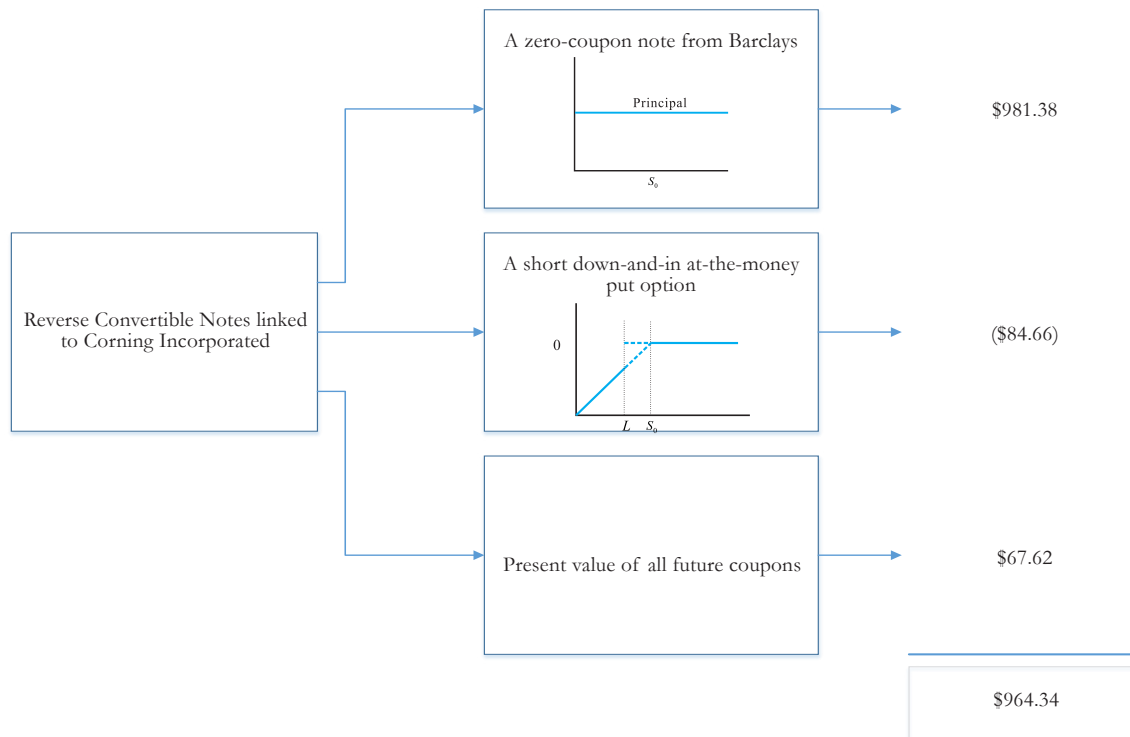 A zero-coupon note from Barclays
Principal
S₀
$981.38
Reverse Convertible Notes linked
to Corning Incorporated
A short down-and-in at-the-money
put option
0
L S₀
($84.66)
Present value of all future coupons
$67.62
$964.34